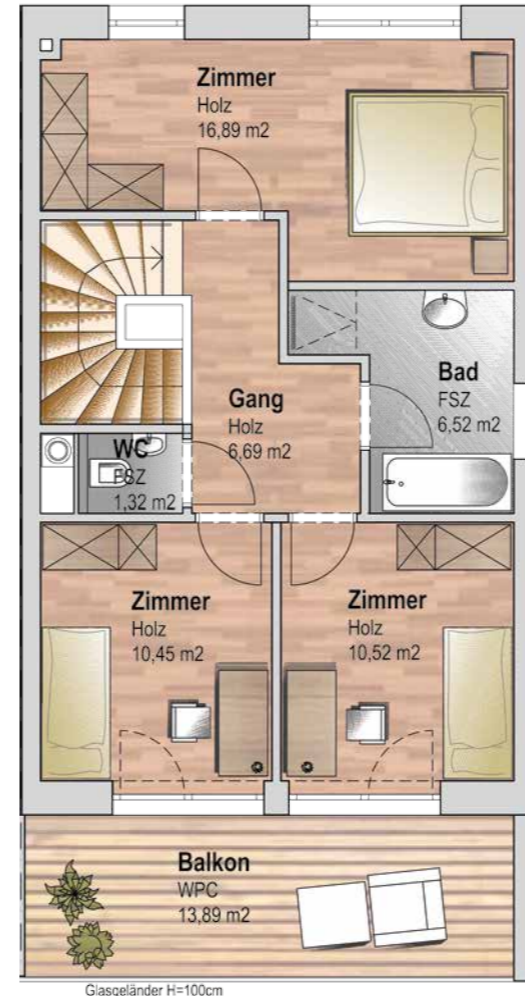 Zimmer
Holz
16,89 m2
Bad
FSZ
6,52 m2
Gang
Holz
6,69 m2
WC
FSZ
1,32 m2
Zimmer
Holz
10,45 m2
Zimmer
Holz
10,52 m2
Balkon
WPC
13,89 m2
Glasgeländer H=100cm